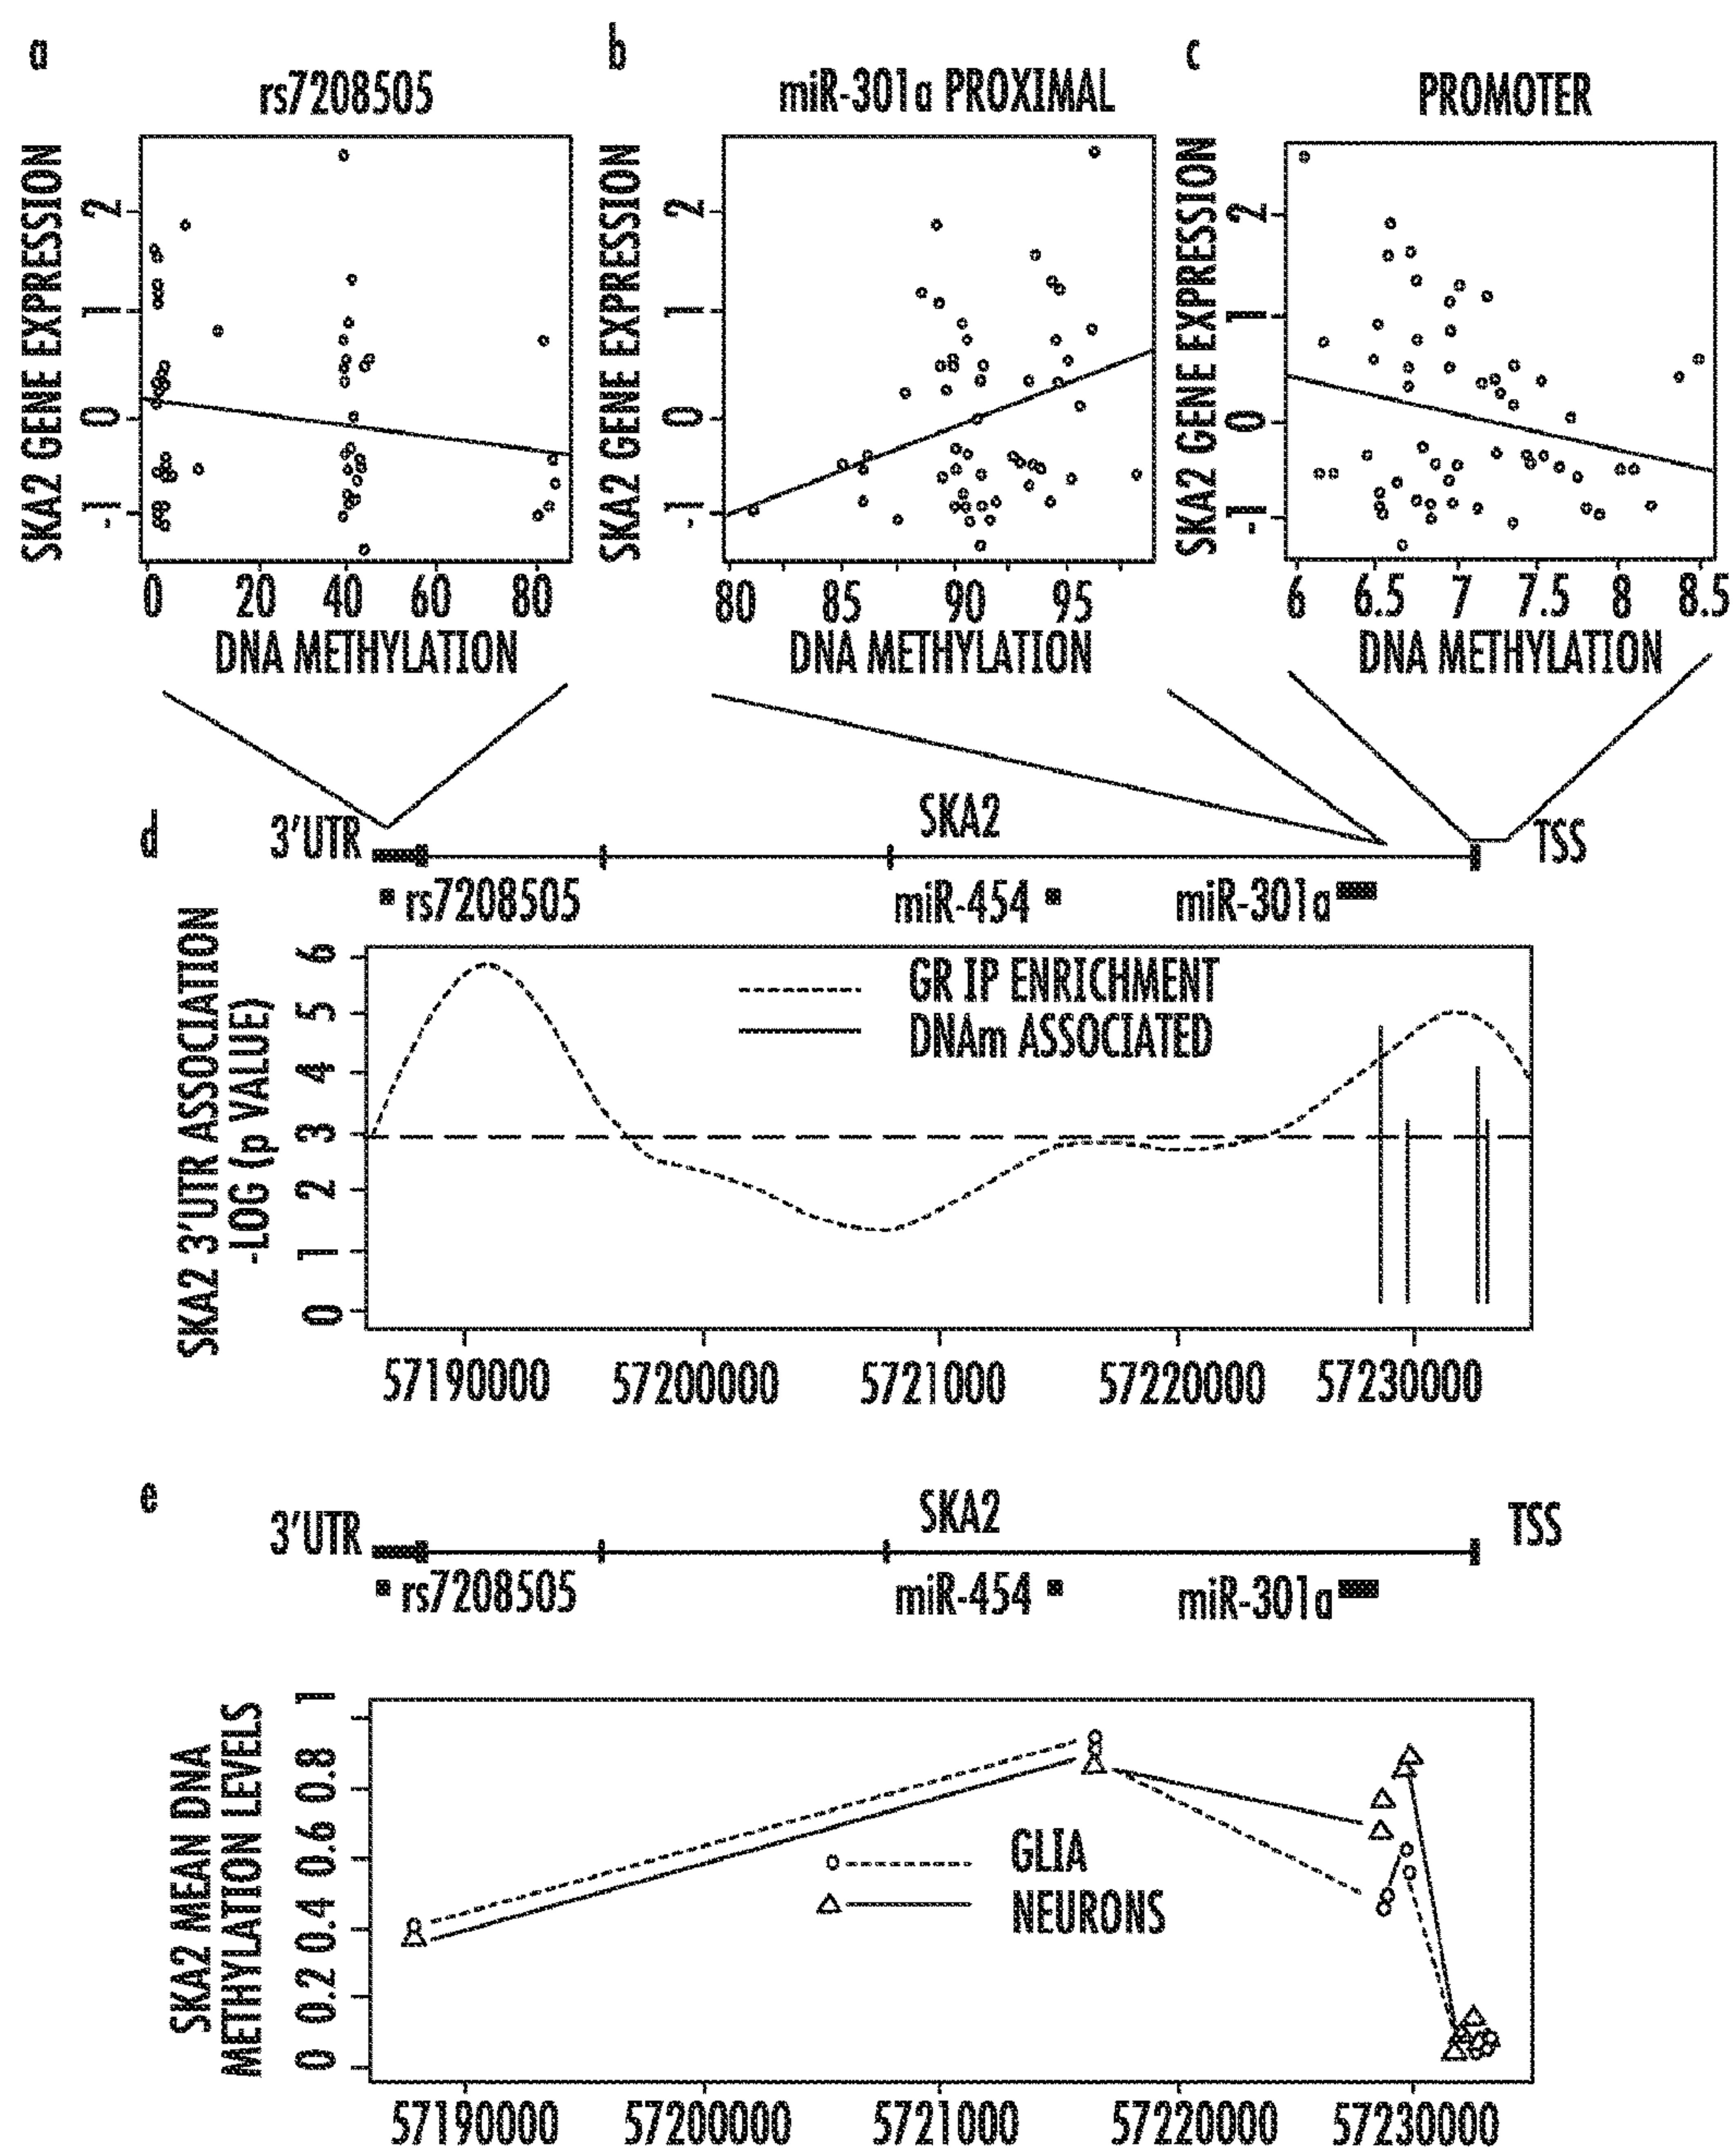 a
rs7208505
SKA2 GENE EXPRESSION
2
1
0
-1
0 20 40 60 80
DNA METHYLATION
b
miR-301a PROXIMAL
SKA2 GENE EXPRESSION
2
1
0
-1
80 85 90 95
DNA METHYLATION
c
PROMOTER
SKA2 GENE EXPRESSION
2
1
0
-1
6 6.5 7 7.5 8 8.5
DNA METHYLATION
d
SKA2
3'UTR
TSS
rs7208505
miR-454
miR-301a
SKA2 3'UTR ASSOCIATION
-LOG (p VALUE)
6
5
4
3
2
1
0
GR IP ENRICHMENT
DNAm ASSOCIATED
57190000 57200000 5721000 57220000 57230000
e
SKA2
3'UTR
TSS
rs7208505
miR-454
miR-301a
SKA2 MEAN DNA
METHYLATION LEVELS
1
0.8
0.6
0.4
0.2
0
GLIA
NEURONS
57190000 57200000 5721000 57220000 57230000